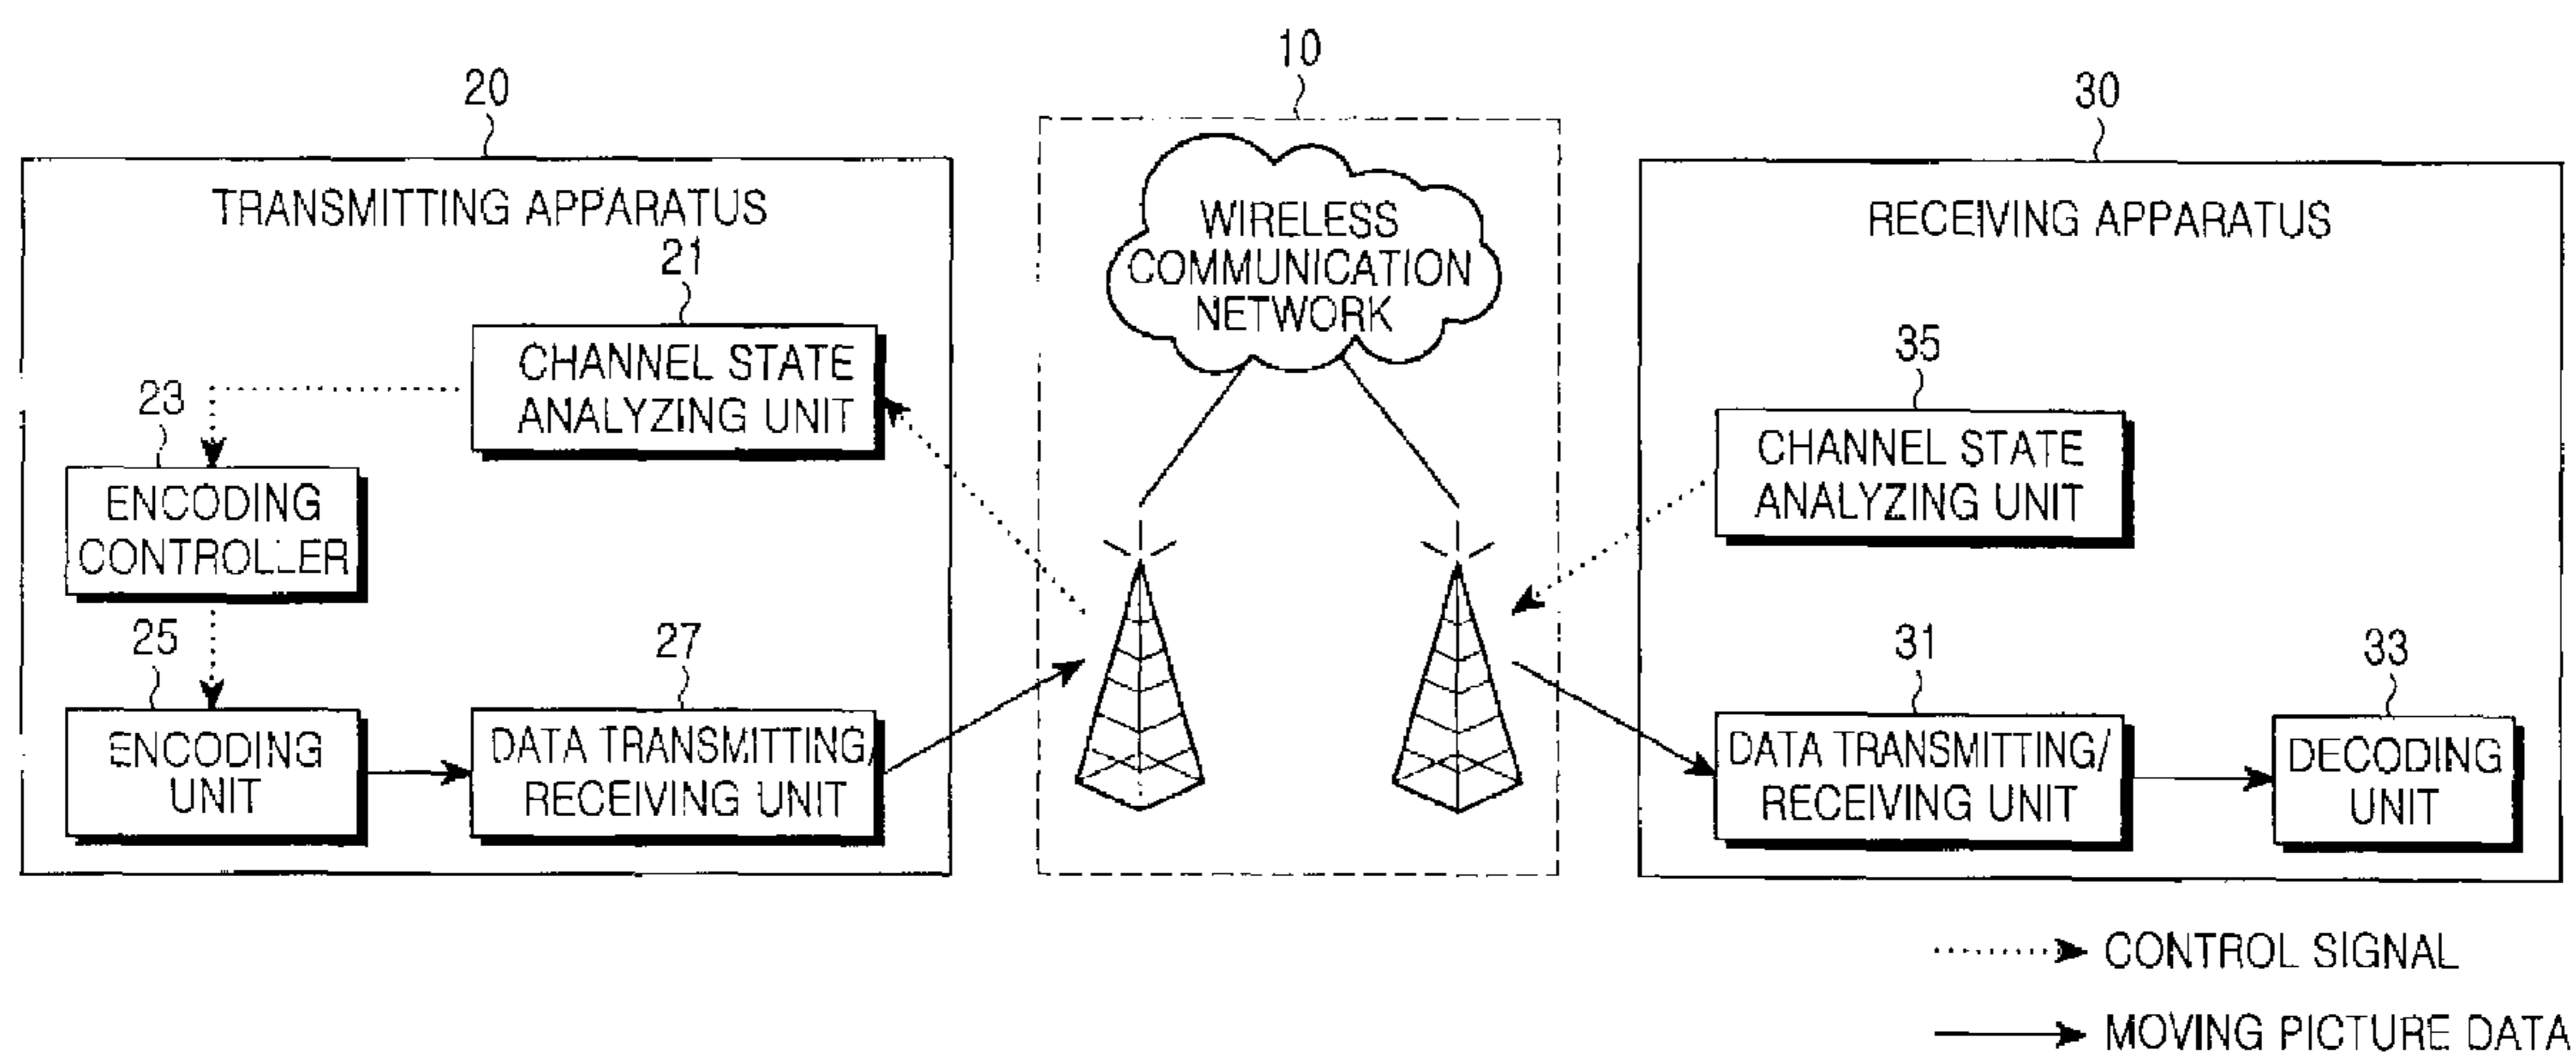 10
20
30
TRANSMITTING APPARATUS
21
CHANNEL STATE
ANALYZING UNIT
23
ENCODING
CONTROLLER
25
ENCODING
UNIT
27
DATA TRANSMITTING/
RECEIVING UNIT
WIRELESS
COMMUNICATION
NETWORK
RECEIVING APPARATUS
35
CHANNEL STATE
ANALYZING UNIT
31
DATA TRANSMITTING/
RECEIVING UNIT
33
DECODING
UNIT
CONTROL SIGNAL
MOVING PICTURE DATA